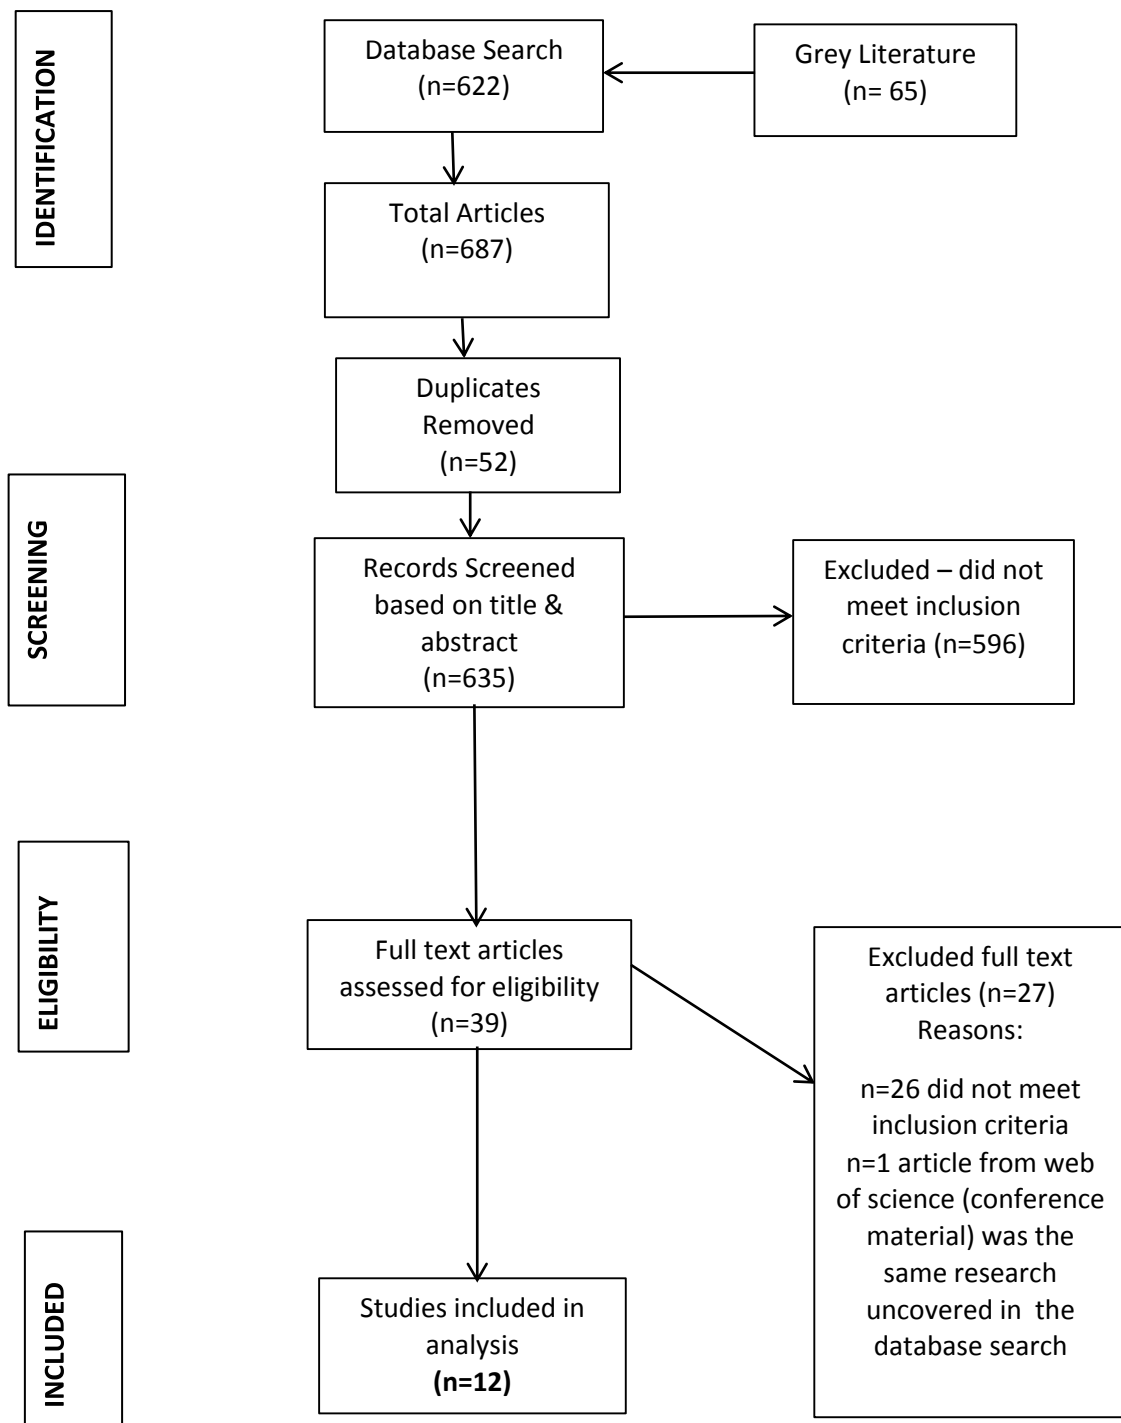 IDENTIFICATION
Database Search
(n=622)
Grey Literature
(n= 65)
Total Articles
(n=687)
Duplicates
Removed
(n=52)
SCREENING
Records Screened
based on title &
abstract
(n=635)
Excluded – did not
meet inclusion
criteria (n=596)
ELIGIBILITY
Full text articles
assessed for eligibility
(n=39)
Excluded full text
articles (n=27)
Reasons:
n=26 did not meet
inclusion criteria
n=1 article from web
of science (conference
material) was the
same research
uncovered in the
database search
INCLUDED
Studies included in
analysis
(n=12)